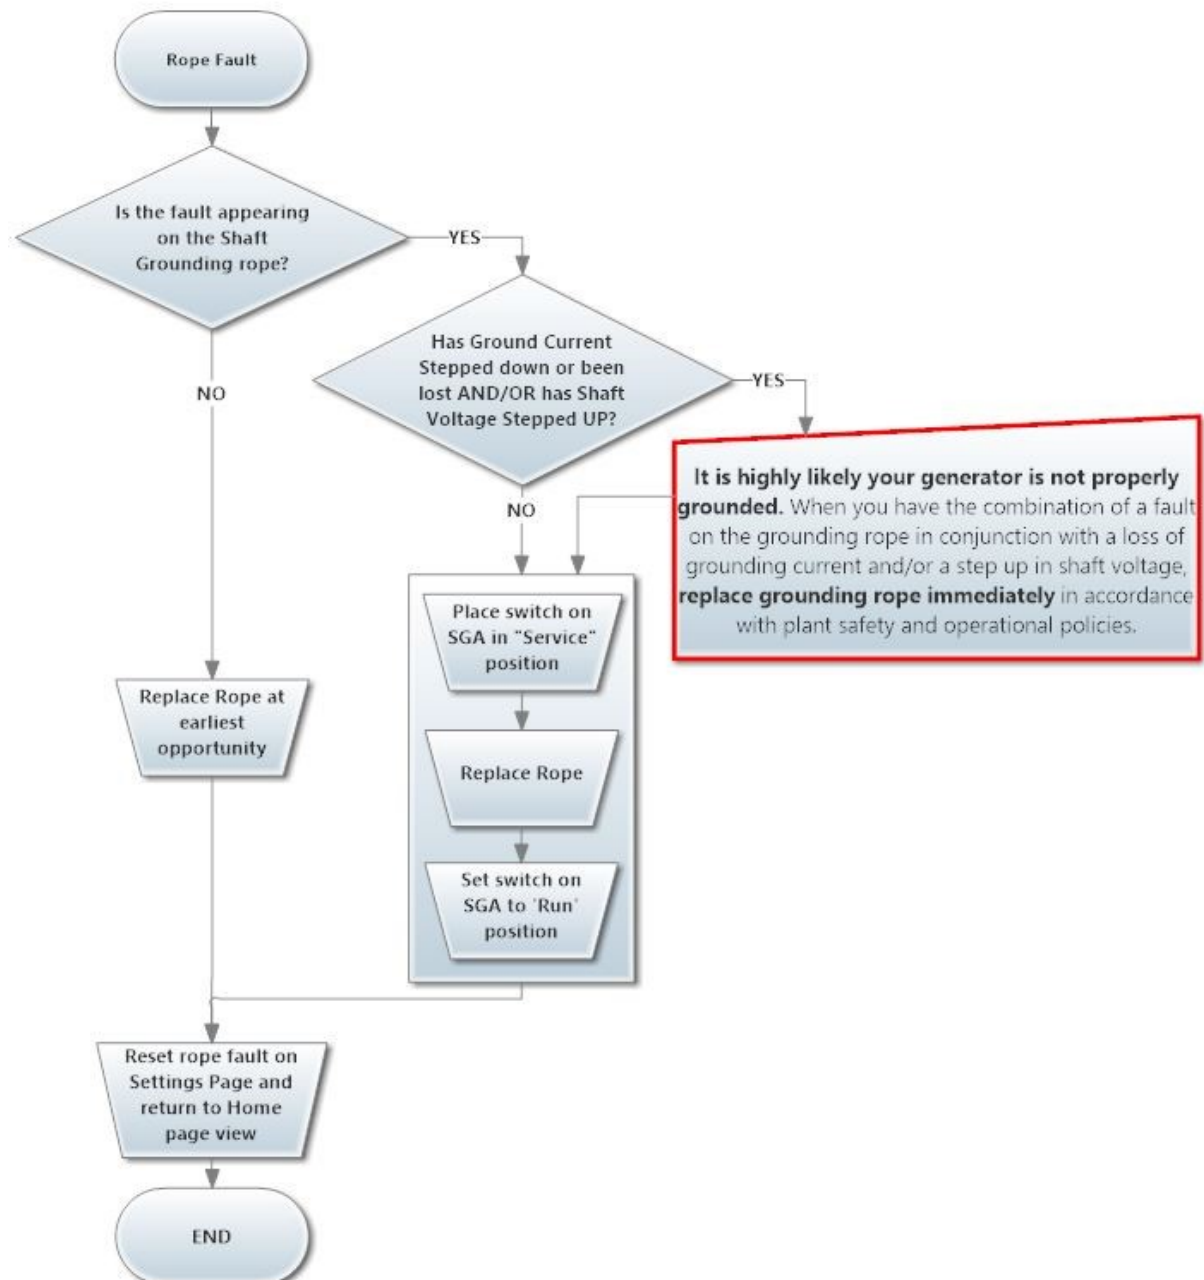 Rope Fault
Is the fault appearing
on the Shaft
Grounding rope?
YES
Has Ground Current
Stepped down or been
lost AND/OR has Shaft
Voltage Stepped UP?
YES
NO
It is highly likely your generator is not properly
grounded. When you have the combination of a fault
on the grounding rope in conjunction with a loss of
grounding current and/or a step up in shaft voltage,
replace grounding rope immediately in accordance
with plant safety and operational policies.
NO
Place switch on
SGA in "Service"
position
Replace Rope at
earliest
opportunity
Replace Rope
Set switch on
SGA to 'Run'
position
Reset rope fault on
Settings Page and
return to Home
page view
END